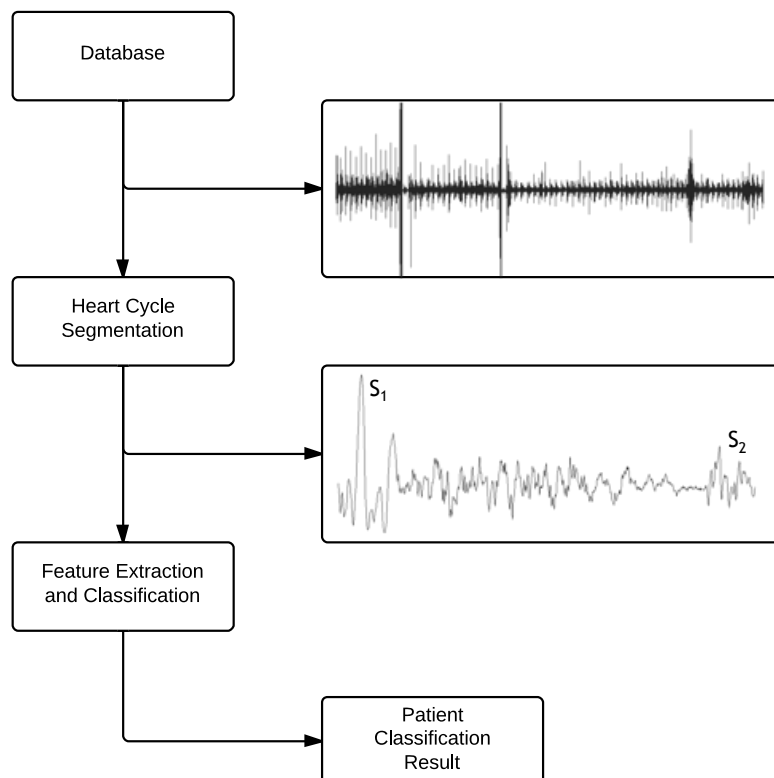 Database
Heart Cycle
Segmentation
S₁
S₂
Feature Extraction
and Classification
Patient
Classification
Result